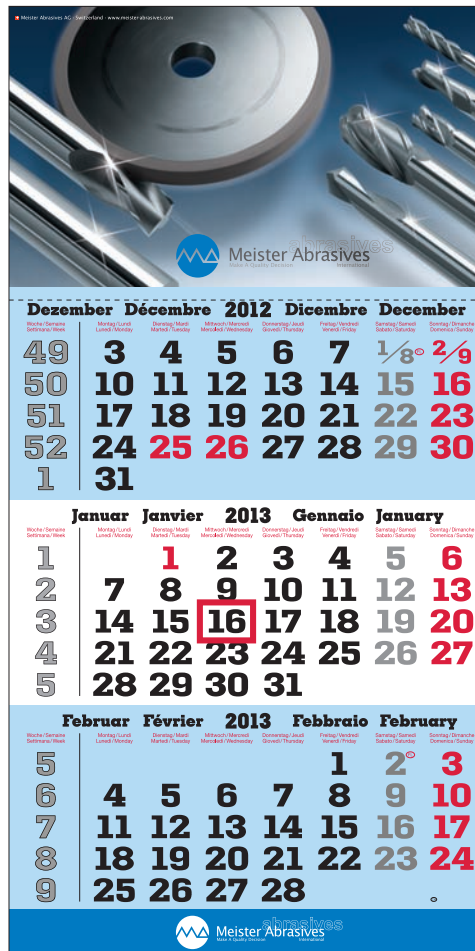 Meister Abrasives AG · Switzerland · www.meister-abrasives.com
abrasives
Meister Abrasives
Make A Quality Decision International
Dezember Décembre 2012 Dicembre December
Woche/Semaine Montag/Lundi Dienstag/Mardi Mittwoch/Mercredi Donnerstag/Jeudi Freitag/Vendredi Samstag/Samedi Sonntag/Dimanche
Settimana/Week Lunedì/Monday Martedì/Tuesday Mercoledì/Wednesday Giovedì/Thursday Venerdì/Friday Sabato/Saturday Domenica/Sunday
49 3 4 5 6 7 1/8 2/9
50 10 11 12 13 14 15 16
51 17 18 19 20 21 22 23
52 24 25 26 27 28 29 30
1 31
Januar Janvier 2013 Gennaio January
Woche/Semaine Montag/Lundi Dienstag/Mardi Mittwoch/Mercredi Donnerstag/Jeudi Freitag/Vendredi Samstag/Samedi Sonntag/Dimanche
Settimana/Week Lunedì/Monday Martedì/Tuesday Mercoledì/Wednesday Giovedì/Thursday Venerdì/Friday Sabato/Saturday Domenica/Sunday
1 1 2 3 4 5 6
2 7 8 9 10 11 12 13
3 14 15 16 17 18 19 20
4 21 22 23 24 25 26 27
5 28 29 30 31
Februar Février 2013 Febbraio February
Woche/Semaine Montag/Lundi Dienstag/Mardi Mittwoch/Mercredi Donnerstag/Jeudi Freitag/Vendredi Samstag/Samedi Sonntag/Dimanche
Settimana/Week Lunedì/Monday Martedì/Tuesday Mercoledì/Wednesday Giovedì/Thursday Venerdì/Friday Sabato/Saturday Domenica/Sunday
5 1 2 3
6 4 5 6 7 8 9 10
7 11 12 13 14 15 16 17
8 18 19 20 21 22 23 24
9 25 26 27 28
abrasives
Meister Abrasives
Make A Quality Decision International